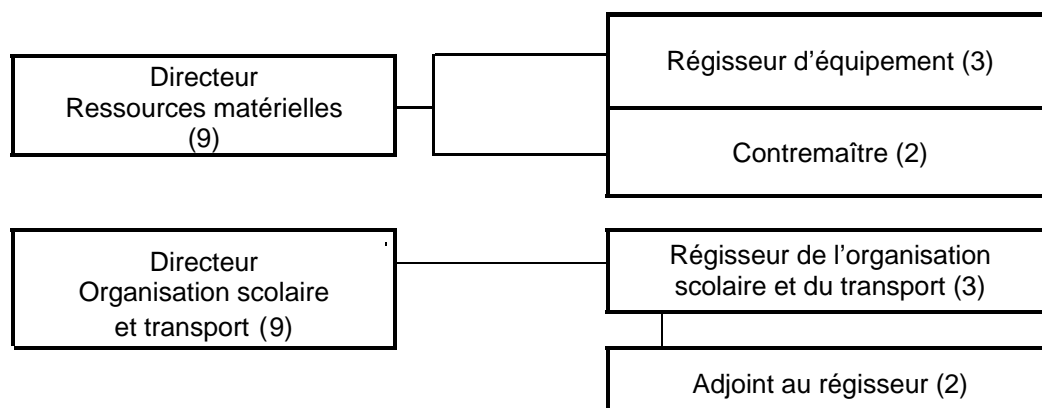 Directeur
Ressources matérielles
(9)
Régisseur d’équipement (3)
Contremaître (2)
Directeur
Organisation scolaire
et transport (9)
Régisseur de l’organisation
scolaire et du transport (3)
Adjoint au régisseur (2)